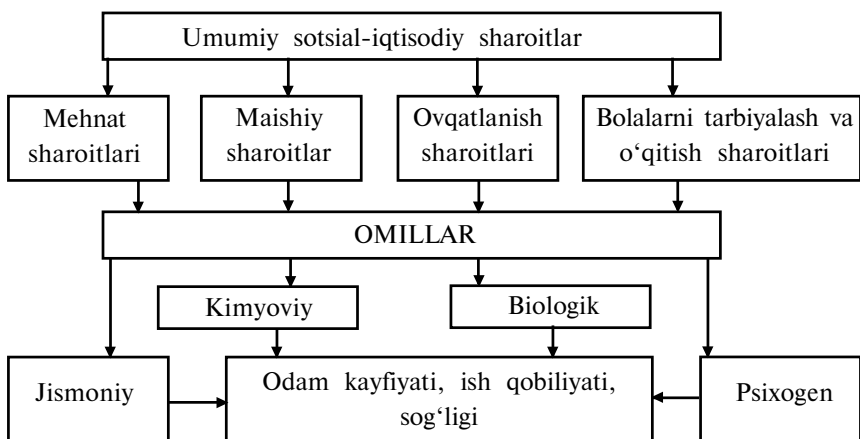 Umumiy sotsial-iqtisodiy sharoitlar
Mehnat
sharoitlari
Maishiy
sharoitlar
Ovqatlanish
sharoitlari
Bolalarni tarbiyalash va
o‘qitish sharoitlari
OMILLAR
Kimyoviy
Biologik
Jismoniy
Odam kayfiyati, ish qobiliyati,
sog‘ligi
Psixogen